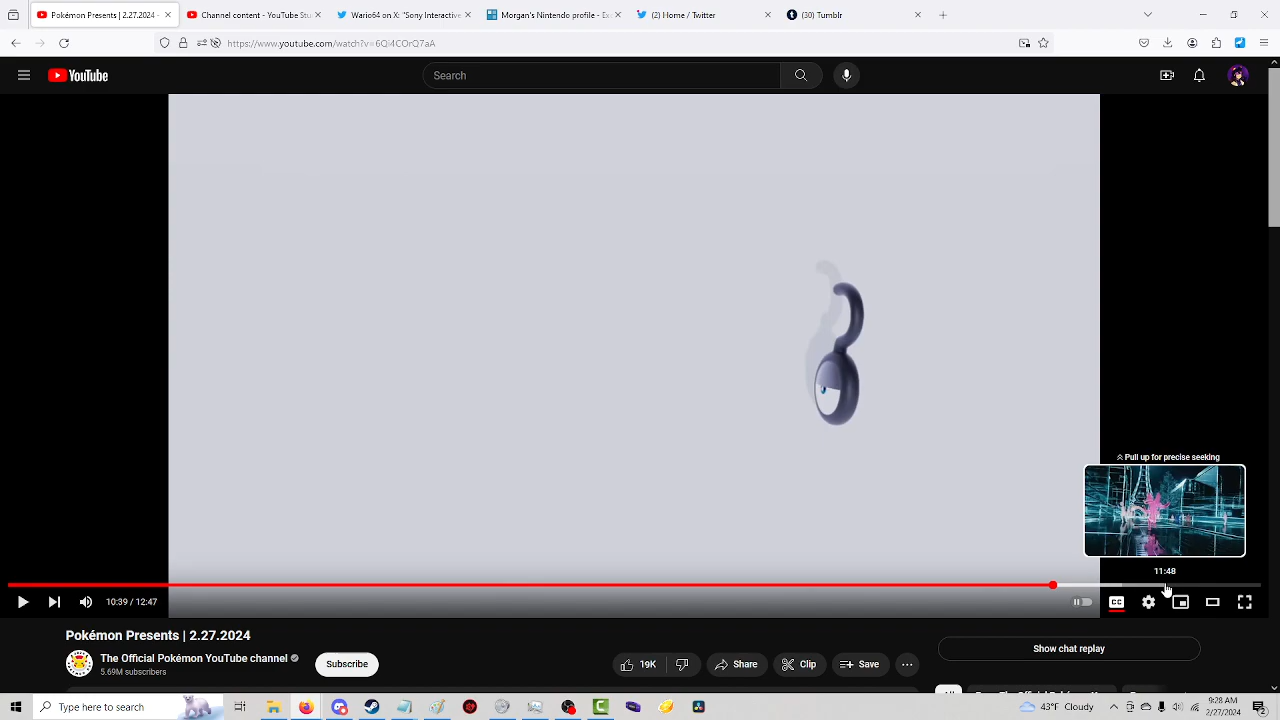 Pokémon Presents | 2.27.2024 -
Channel content - YouTube Stu
Wario64 on X: "Sony Interactive
Morgan's Nintendo profile - Exo
(2) Home / Twitter
(30) Tumblr
https://www.youtube.com/watch?v=6Qi4COrQ7aA
YouTube
Search
Pull up for precise seeking
11:48
10:39 / 12:47
CC
Pokémon Presents | 2.27.2024
The Official Pokémon YouTube channel
5.69M subscribers
Subscribe
19K
Share
Clip
Save
Show chat replay
Type here to search
43°F Cloudy
9:28 AM
2/27/2024